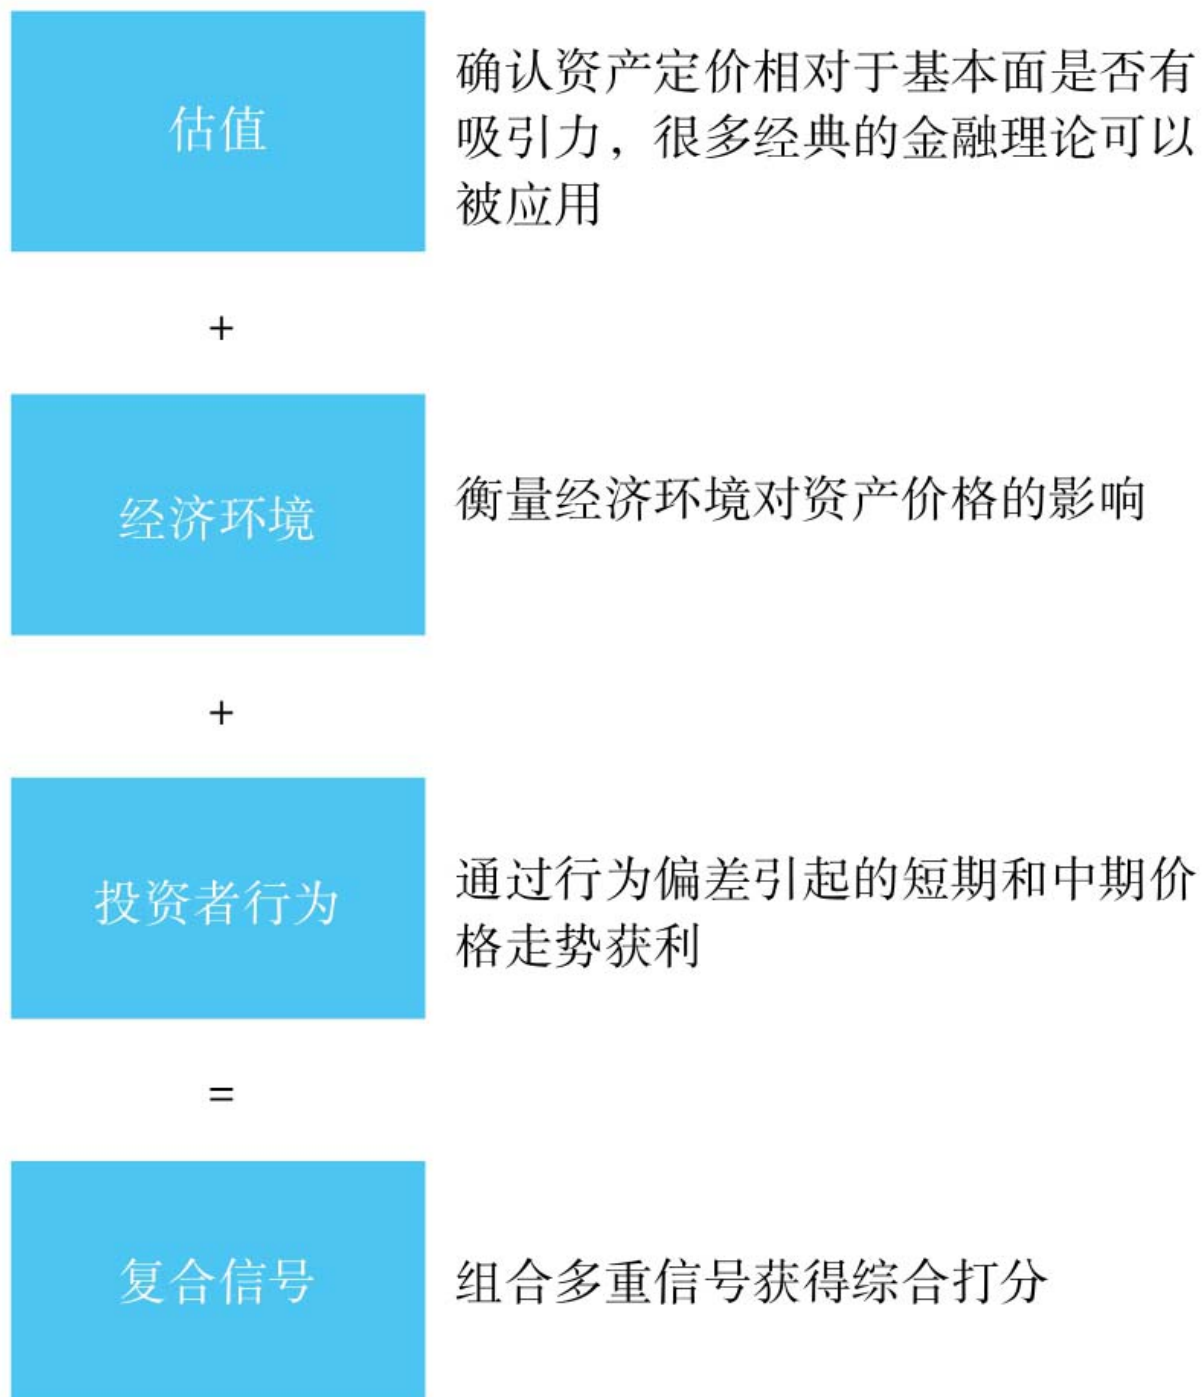 估值
确认资产定价相对于基本面是否有
吸引力，很多经典的金融理论可以
被应用
+
经济环境
衡量经济环境对资产价格的影响
+
投资者行为
通过行为偏差引起的短期和中期价
格走势获利
=
复合信号
组合多重信号获得综合打分